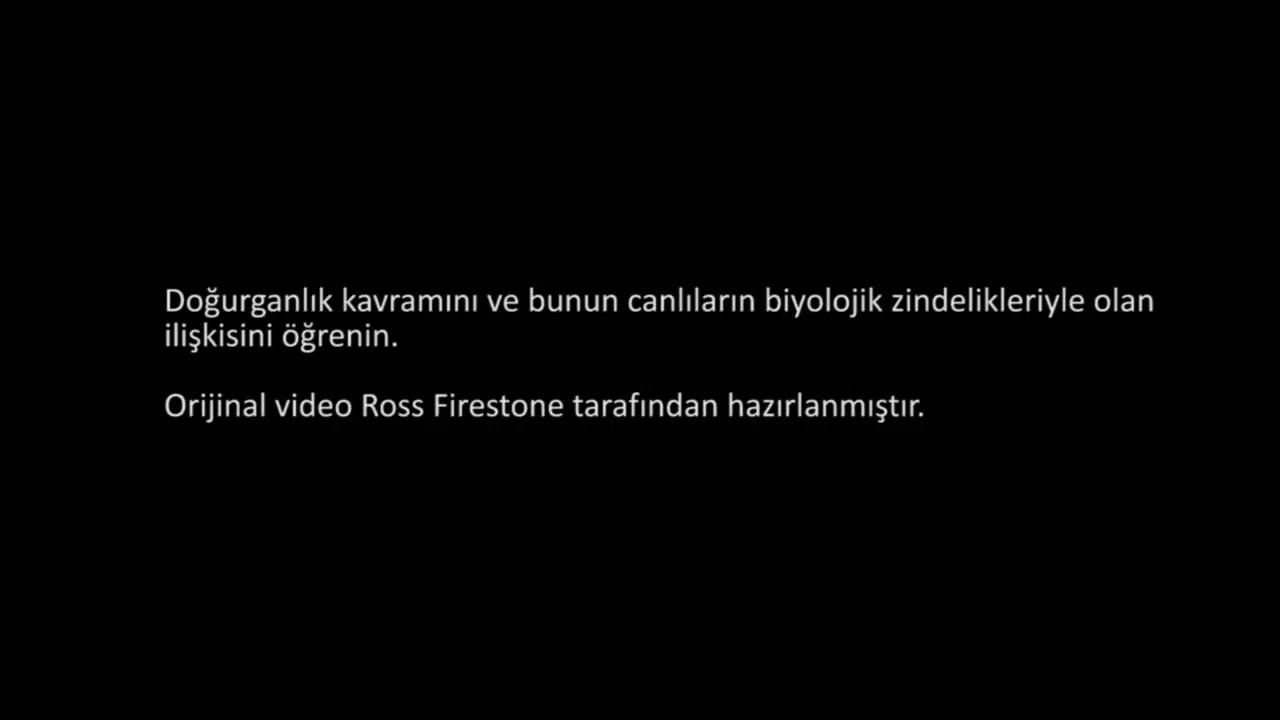 Doğurganlık kavramını ve bunun canlıların biyolojik zindelikleriyle olan
ilişkisini öğrenin.
Orijinal video Ross Firestone tarafından hazırlanmıştır.